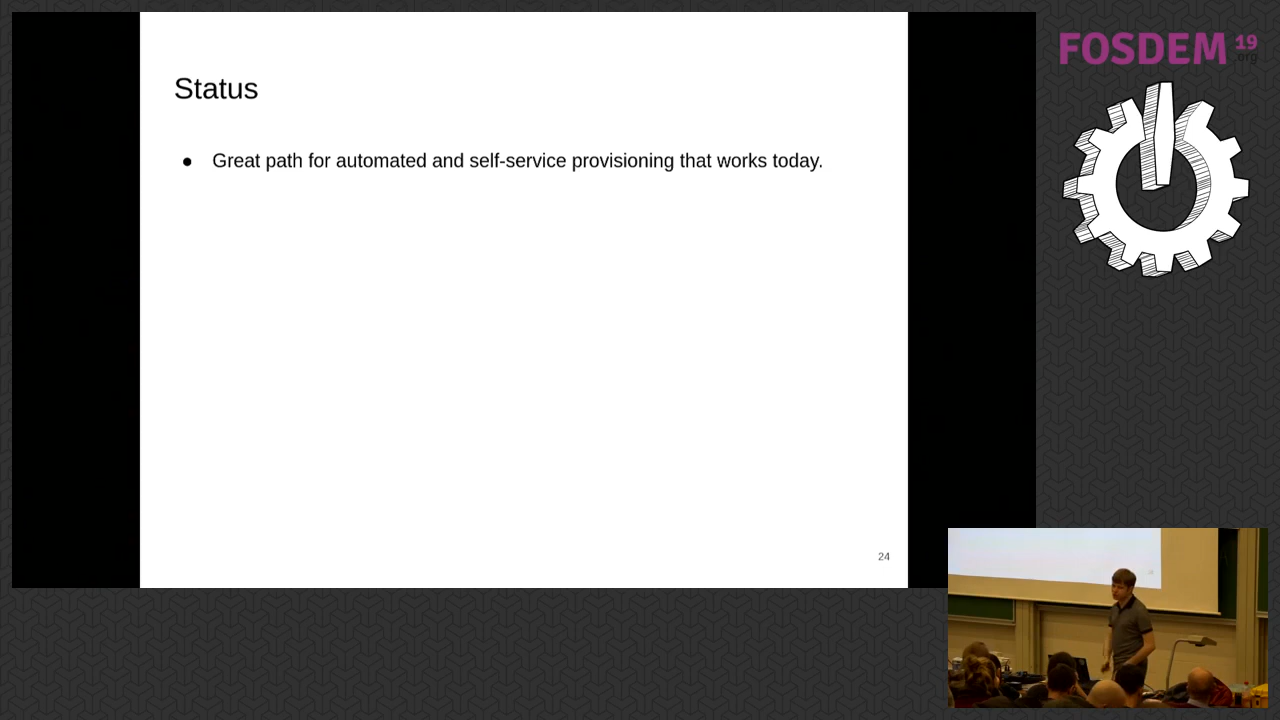 Status
● Great path for automated and self-service provisioning that works today.
24
FOSDEM 19
.org